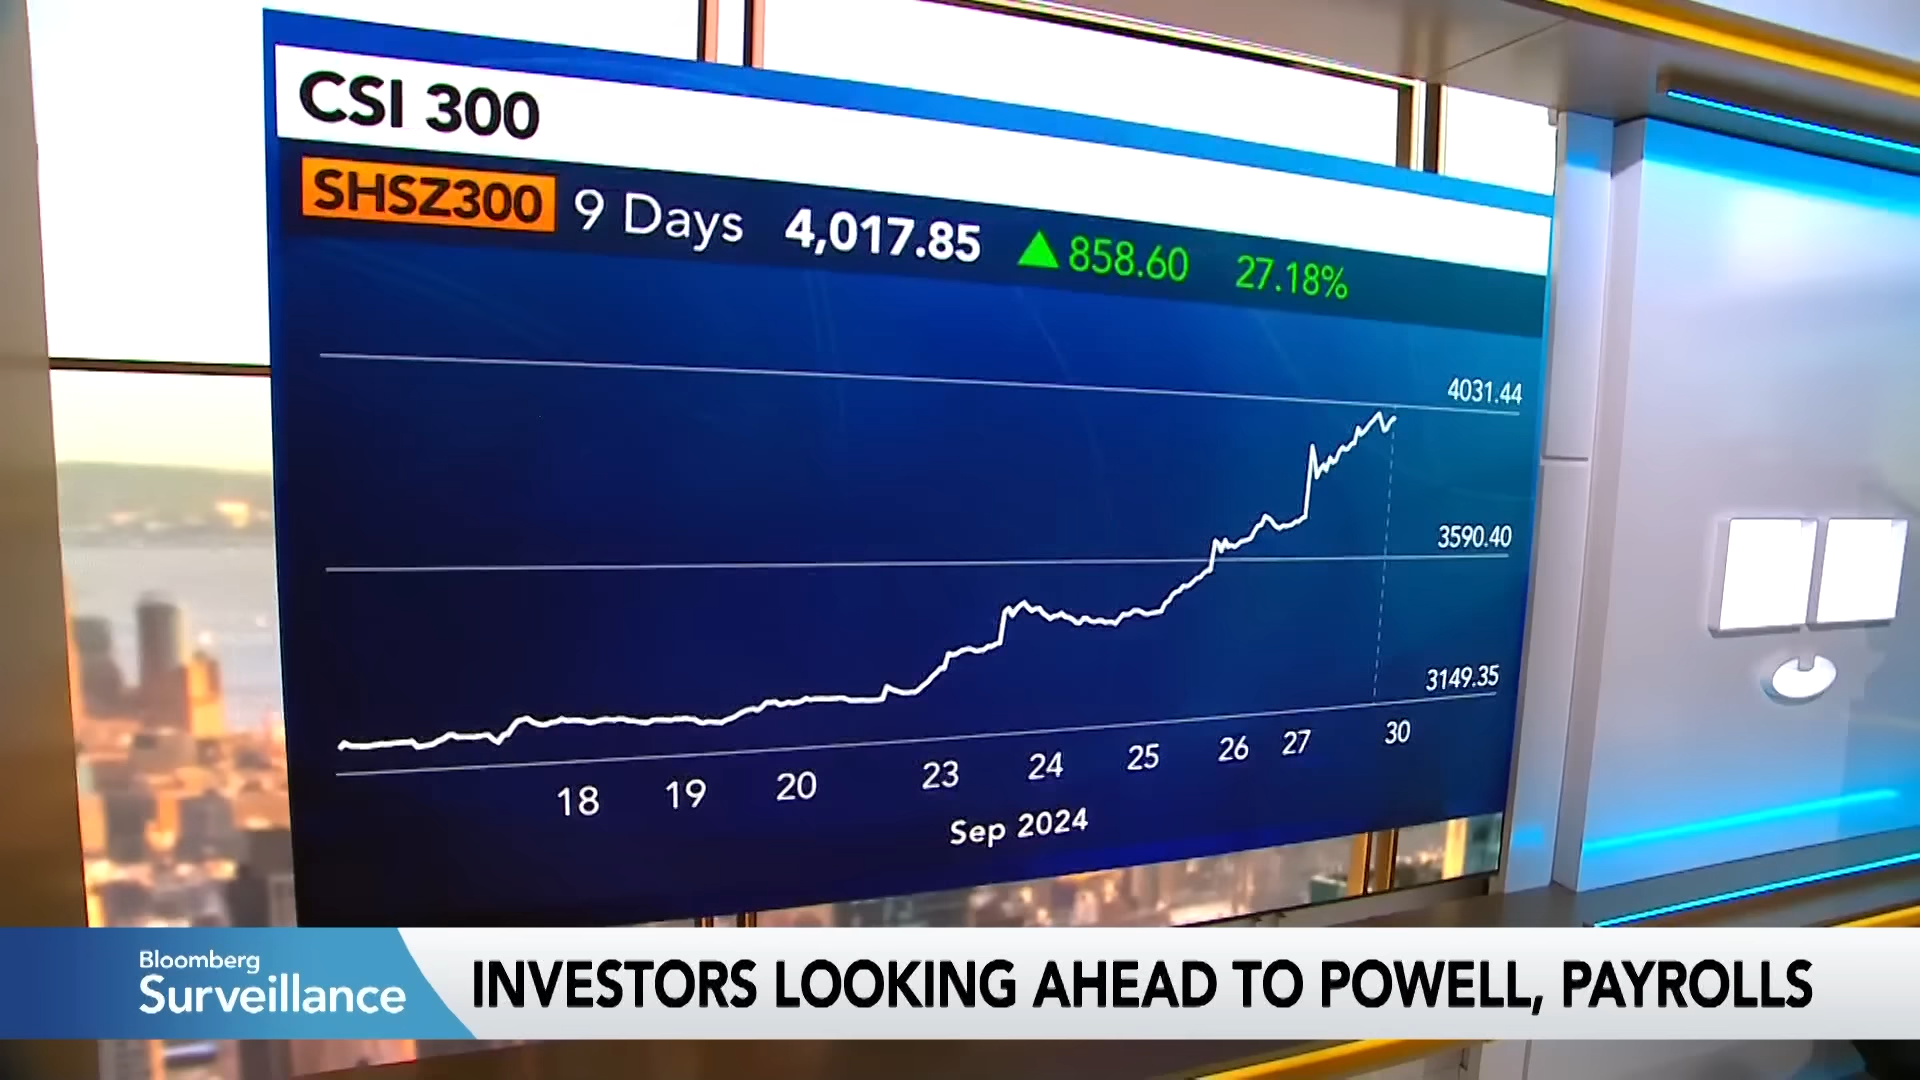 CSI 300
SHSZ300 9 Days 4,017.85 ▲858.60 27.18%
4031.44
3590.40
3149.35
18 19 20 23 24 25 26 27 30
Sep 2024
Bloomberg
Surveillance
INVESTORS LOOKING AHEAD TO POWELL, PAYROLLS